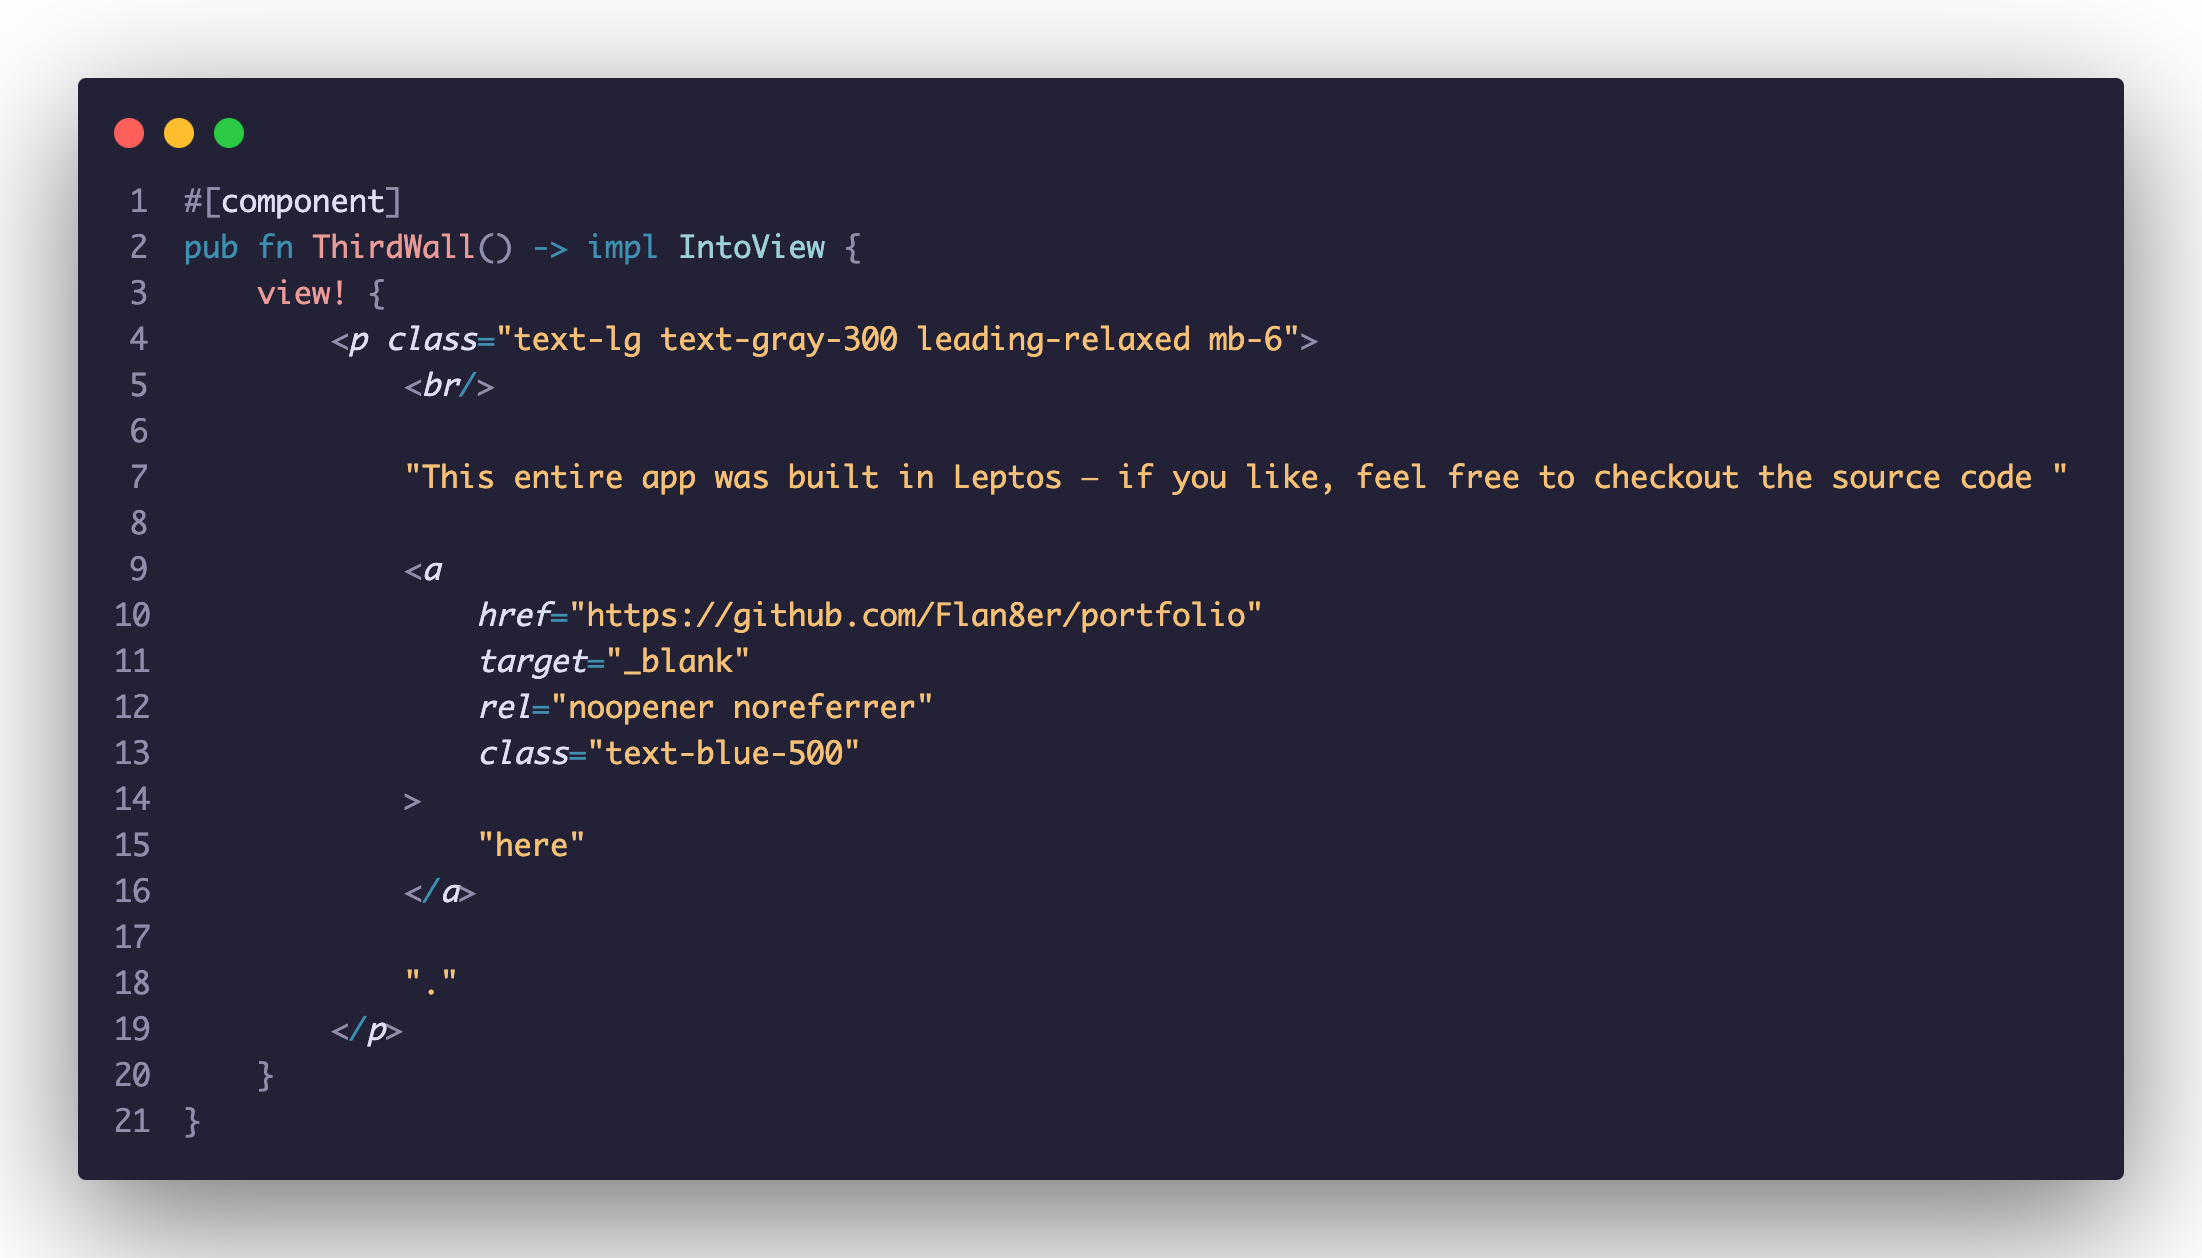 1 #[component]
2 pub fn ThirdWall() -> impl IntoView {
3     view! {
4         <p class="text-lg text-gray-300 leading-relaxed mb-6">
5             <br/>
6
7             "This entire app was built in Leptos — if you like, feel free to checkout the source code "
8
9             <a
10                 href="https://github.com/Flan8er/portfolio"
11                 target="_blank"
12                 rel="noopener noreferrer"
13                 class="text-blue-500"
14             >
15                 "here"
16             </a>
17
18             "."
19         </p>
20     }
21 }